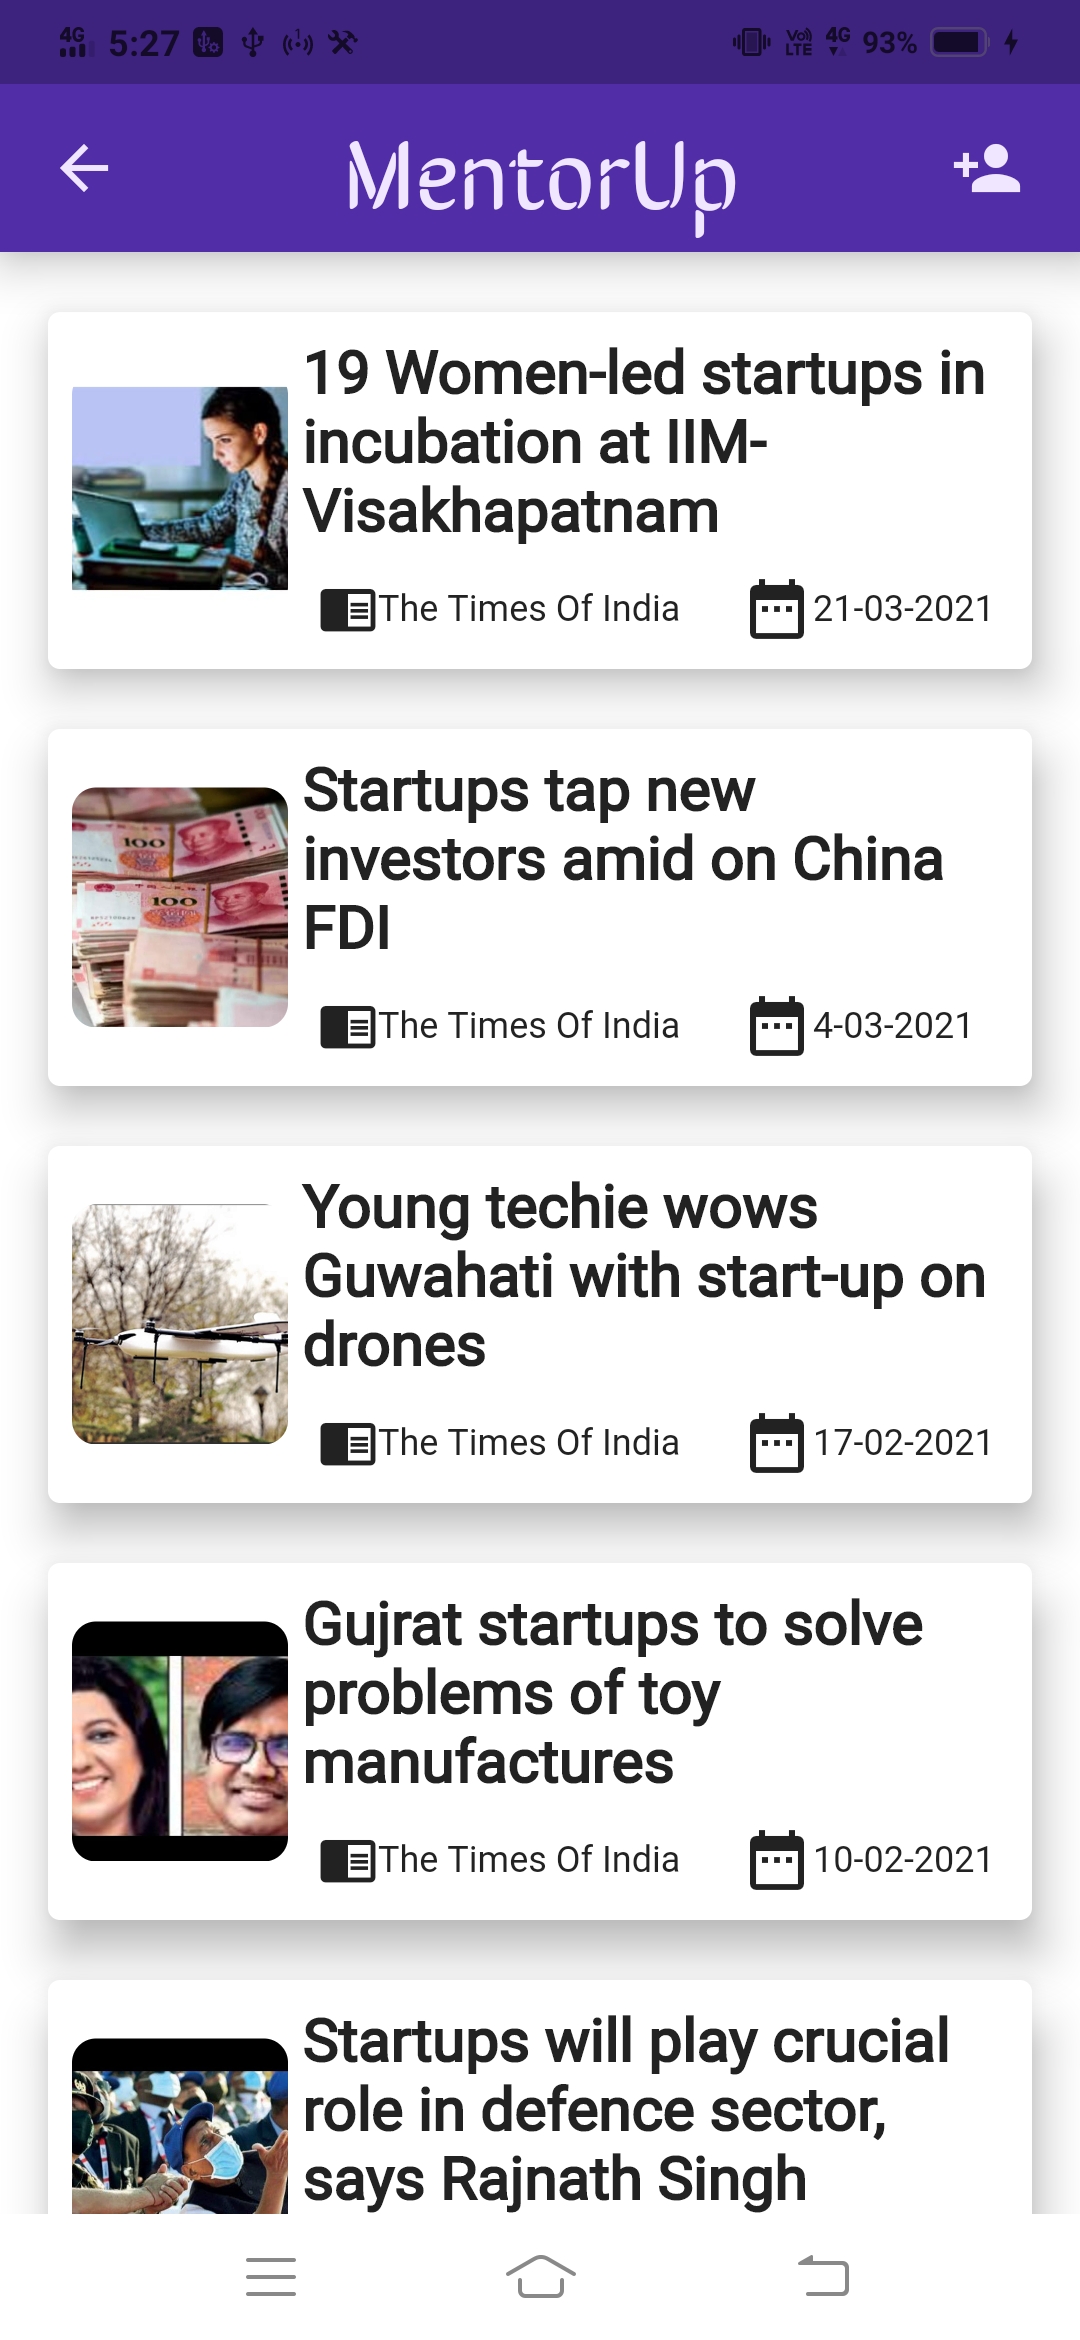 4G 5:27 1 Vo) LTE 4G 93%
MentorUp
19 Women-led startups in
incubation at IIM-
Visakhapatnam
The Times Of India 21-03-2021
Startups tap new
investors amid on China
FDI
100
100
The Times Of India 4-03-2021
Young techie wows
Guwahati with start-up on
drones
The Times Of India 17-02-2021
Gujrat startups to solve
problems of toy
manufactures
The Times Of India 10-02-2021
Startups will play crucial
role in defence sector,
says Rajnath Singh